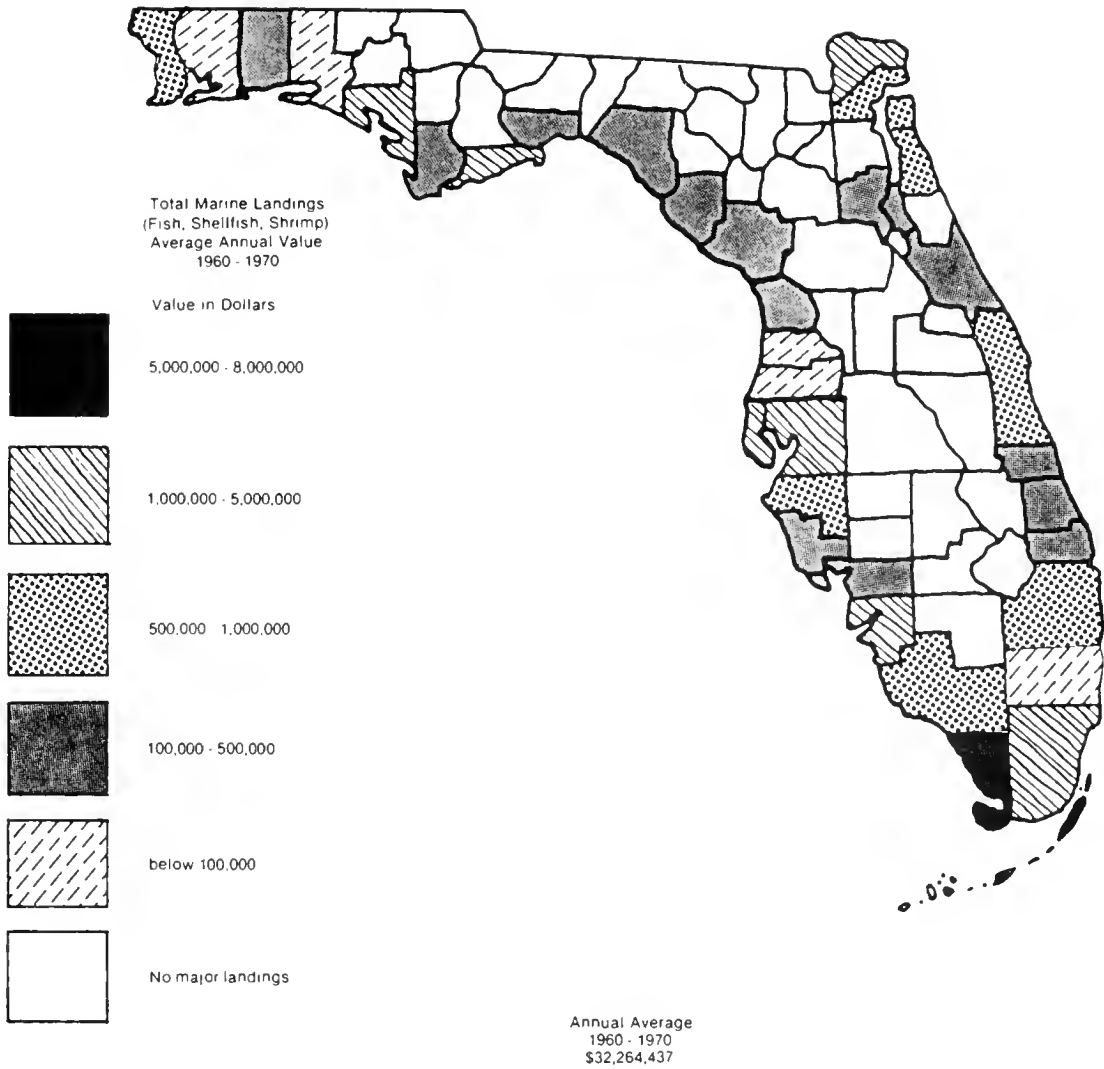 Total Marine Landings
(Fish, Shellfish, Shrimp)
Average Annual Value
1960 - 1970
Value in Dollars
5,000,000 - 8,000,000
1,000,000 - 5,000,000
500,000 1,000,000
100,000 - 500,000
below 100,000
No major landings
Annual Average
1960 - 1970
$32,264,437